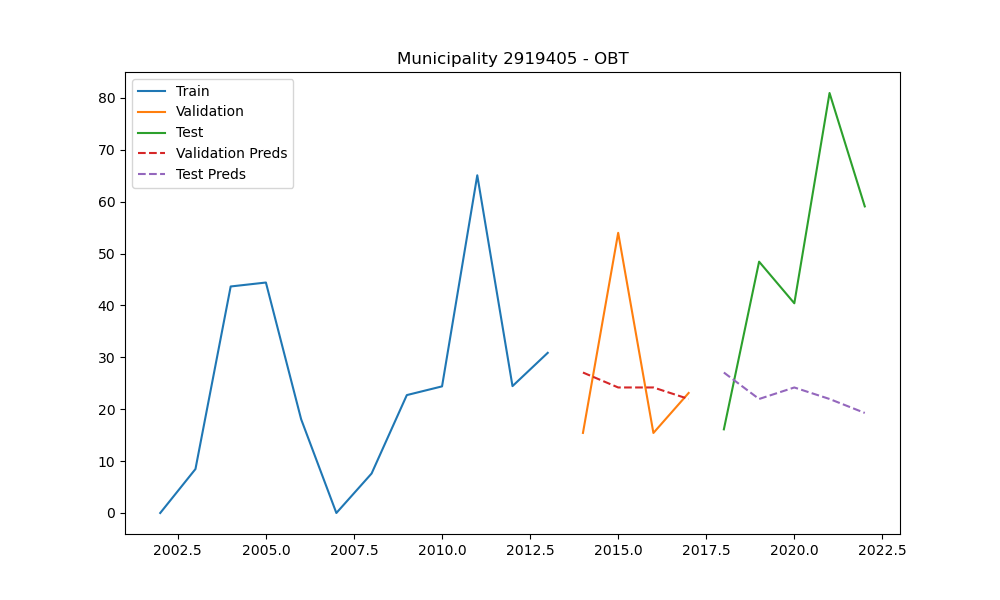 Municipality 2919405 - OBT
Train
Validation
Test
Validation Preds
Test Preds
80
70
60
50
40
30
20
10
0
2002.5 2005.0 2007.5 2010.0 2012.5 2015.0 2017.5 2020.0 2022.5